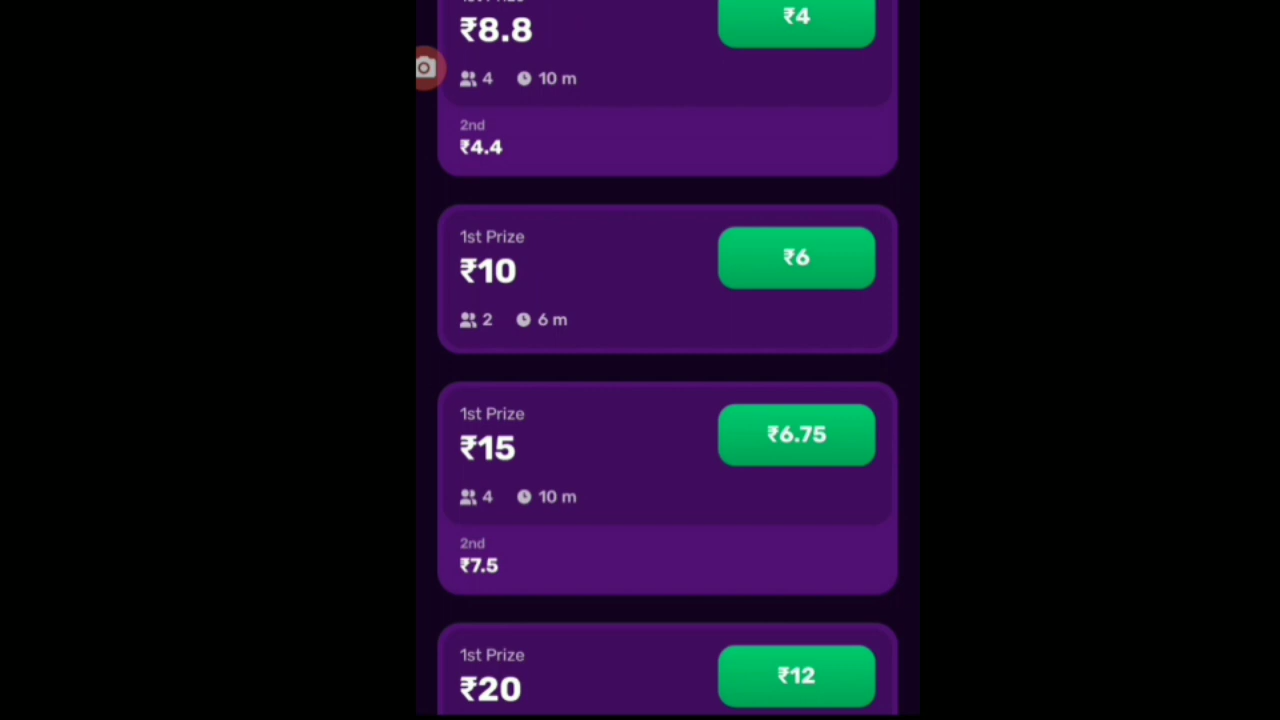 ₹8.8
₹4
4 10 m
2nd
₹4.4
1st Prize
₹10
₹6
2 6 m
1st Prize
₹15
₹6.75
4 10 m
2nd
₹7.5
1st Prize
₹20
₹12